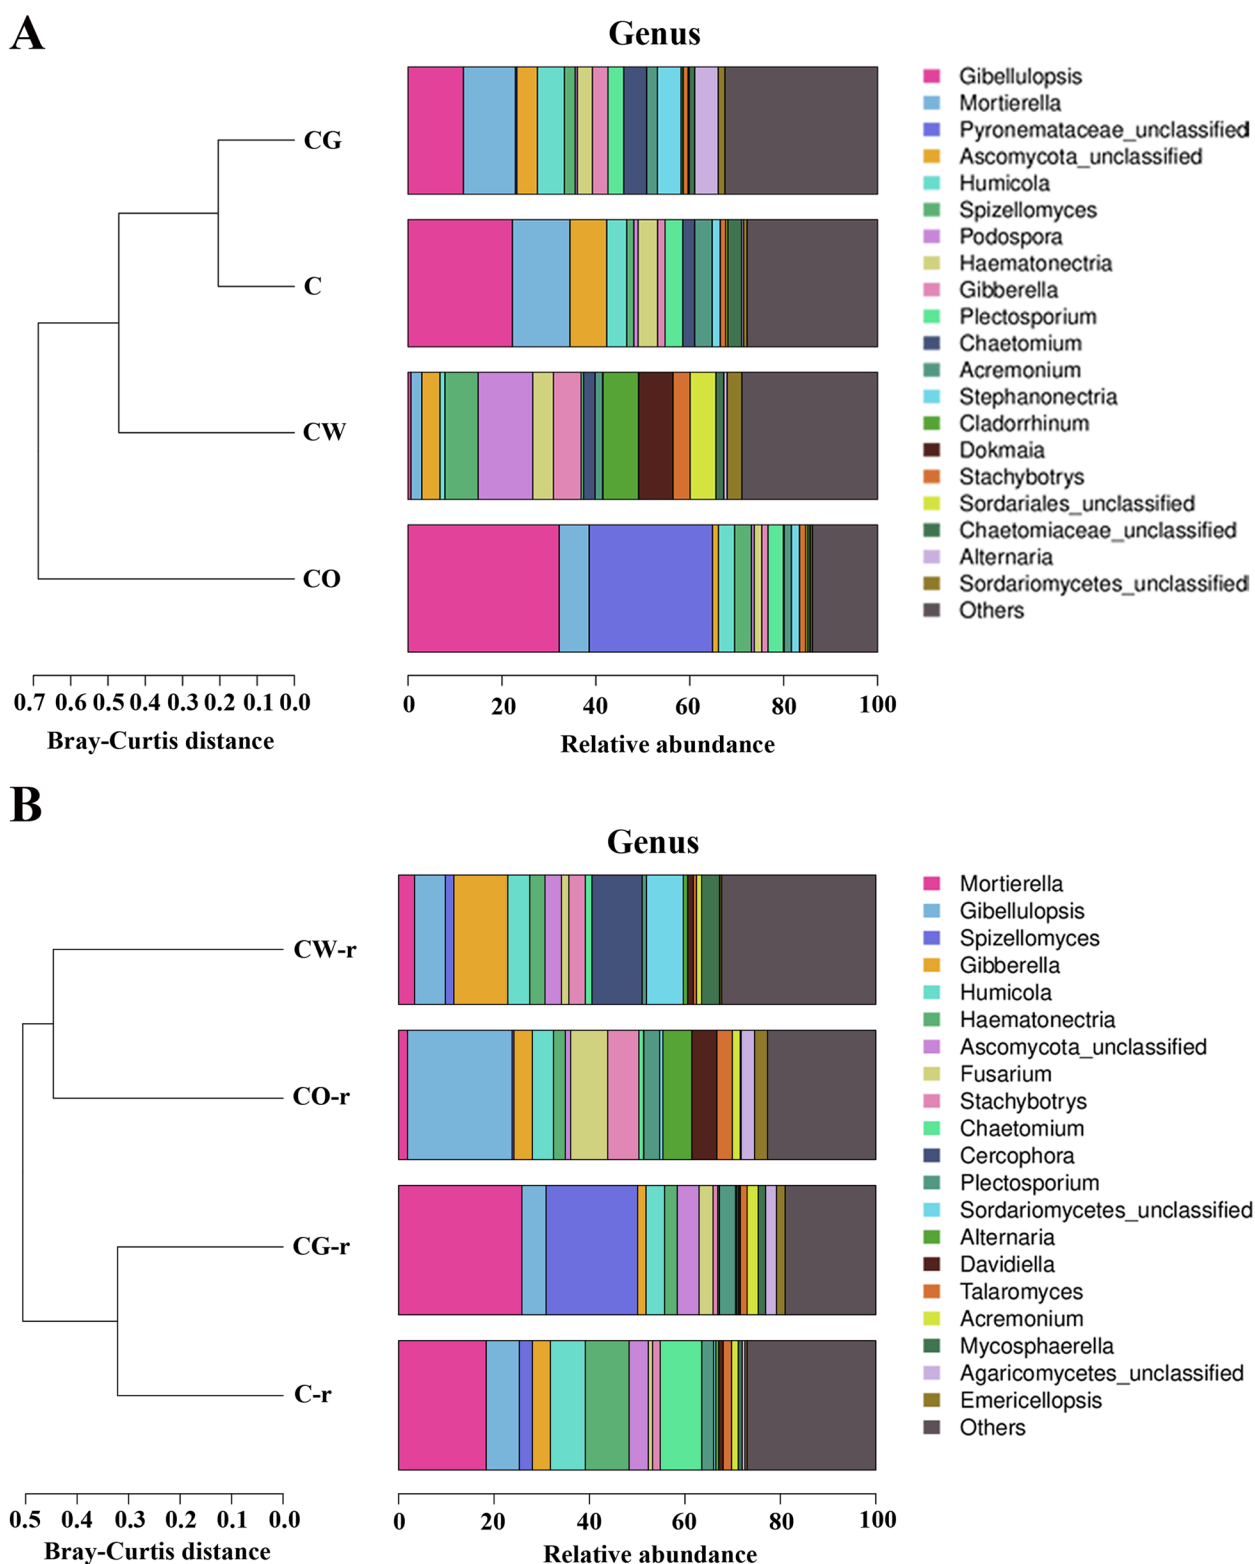 A
Genus
CG
C
CW
CO
Gibellulopsis
Mortierella
Pyronemataceae_unclassified
Ascomycota_unclassified
Humicola
Spizellomyces
Podospora
Haematonectria
Gibberella
Plectosporium
Chaetomium
Acremonium
Stephanonectria
Cladorrhinum
Dokmaia
Stachybotrys
Sordariales_unclassified
Chaetomiaceae_unclassified
Alternaria
Sordariomycetes_unclassified
Others
0.7 0.6 0.5 0.4 0.3 0.2 0.1 0.0
Bray-Curtis distance
0 20 40 60 80 100
Relative abundance
B
Genus
CW-r
CO-r
CG-r
C-r
Mortierella
Gibellulopsis
Spizellomyces
Gibberella
Humicola
Haematonectria
Ascomycota_unclassified
Fusarium
Stachybotrys
Chaetomium
Cercophora
Plectosporium
Sordariomycetes_unclassified
Alternaria
Davidiella
Talaromyces
Acremonium
Mycosphaerella
Agaricomycetes_unclassified
Emericellopsis
Others
0.5 0.4 0.3 0.2 0.1 0.0
Bray-Curtis distance
0 20 40 60 80 100
Relative abundance